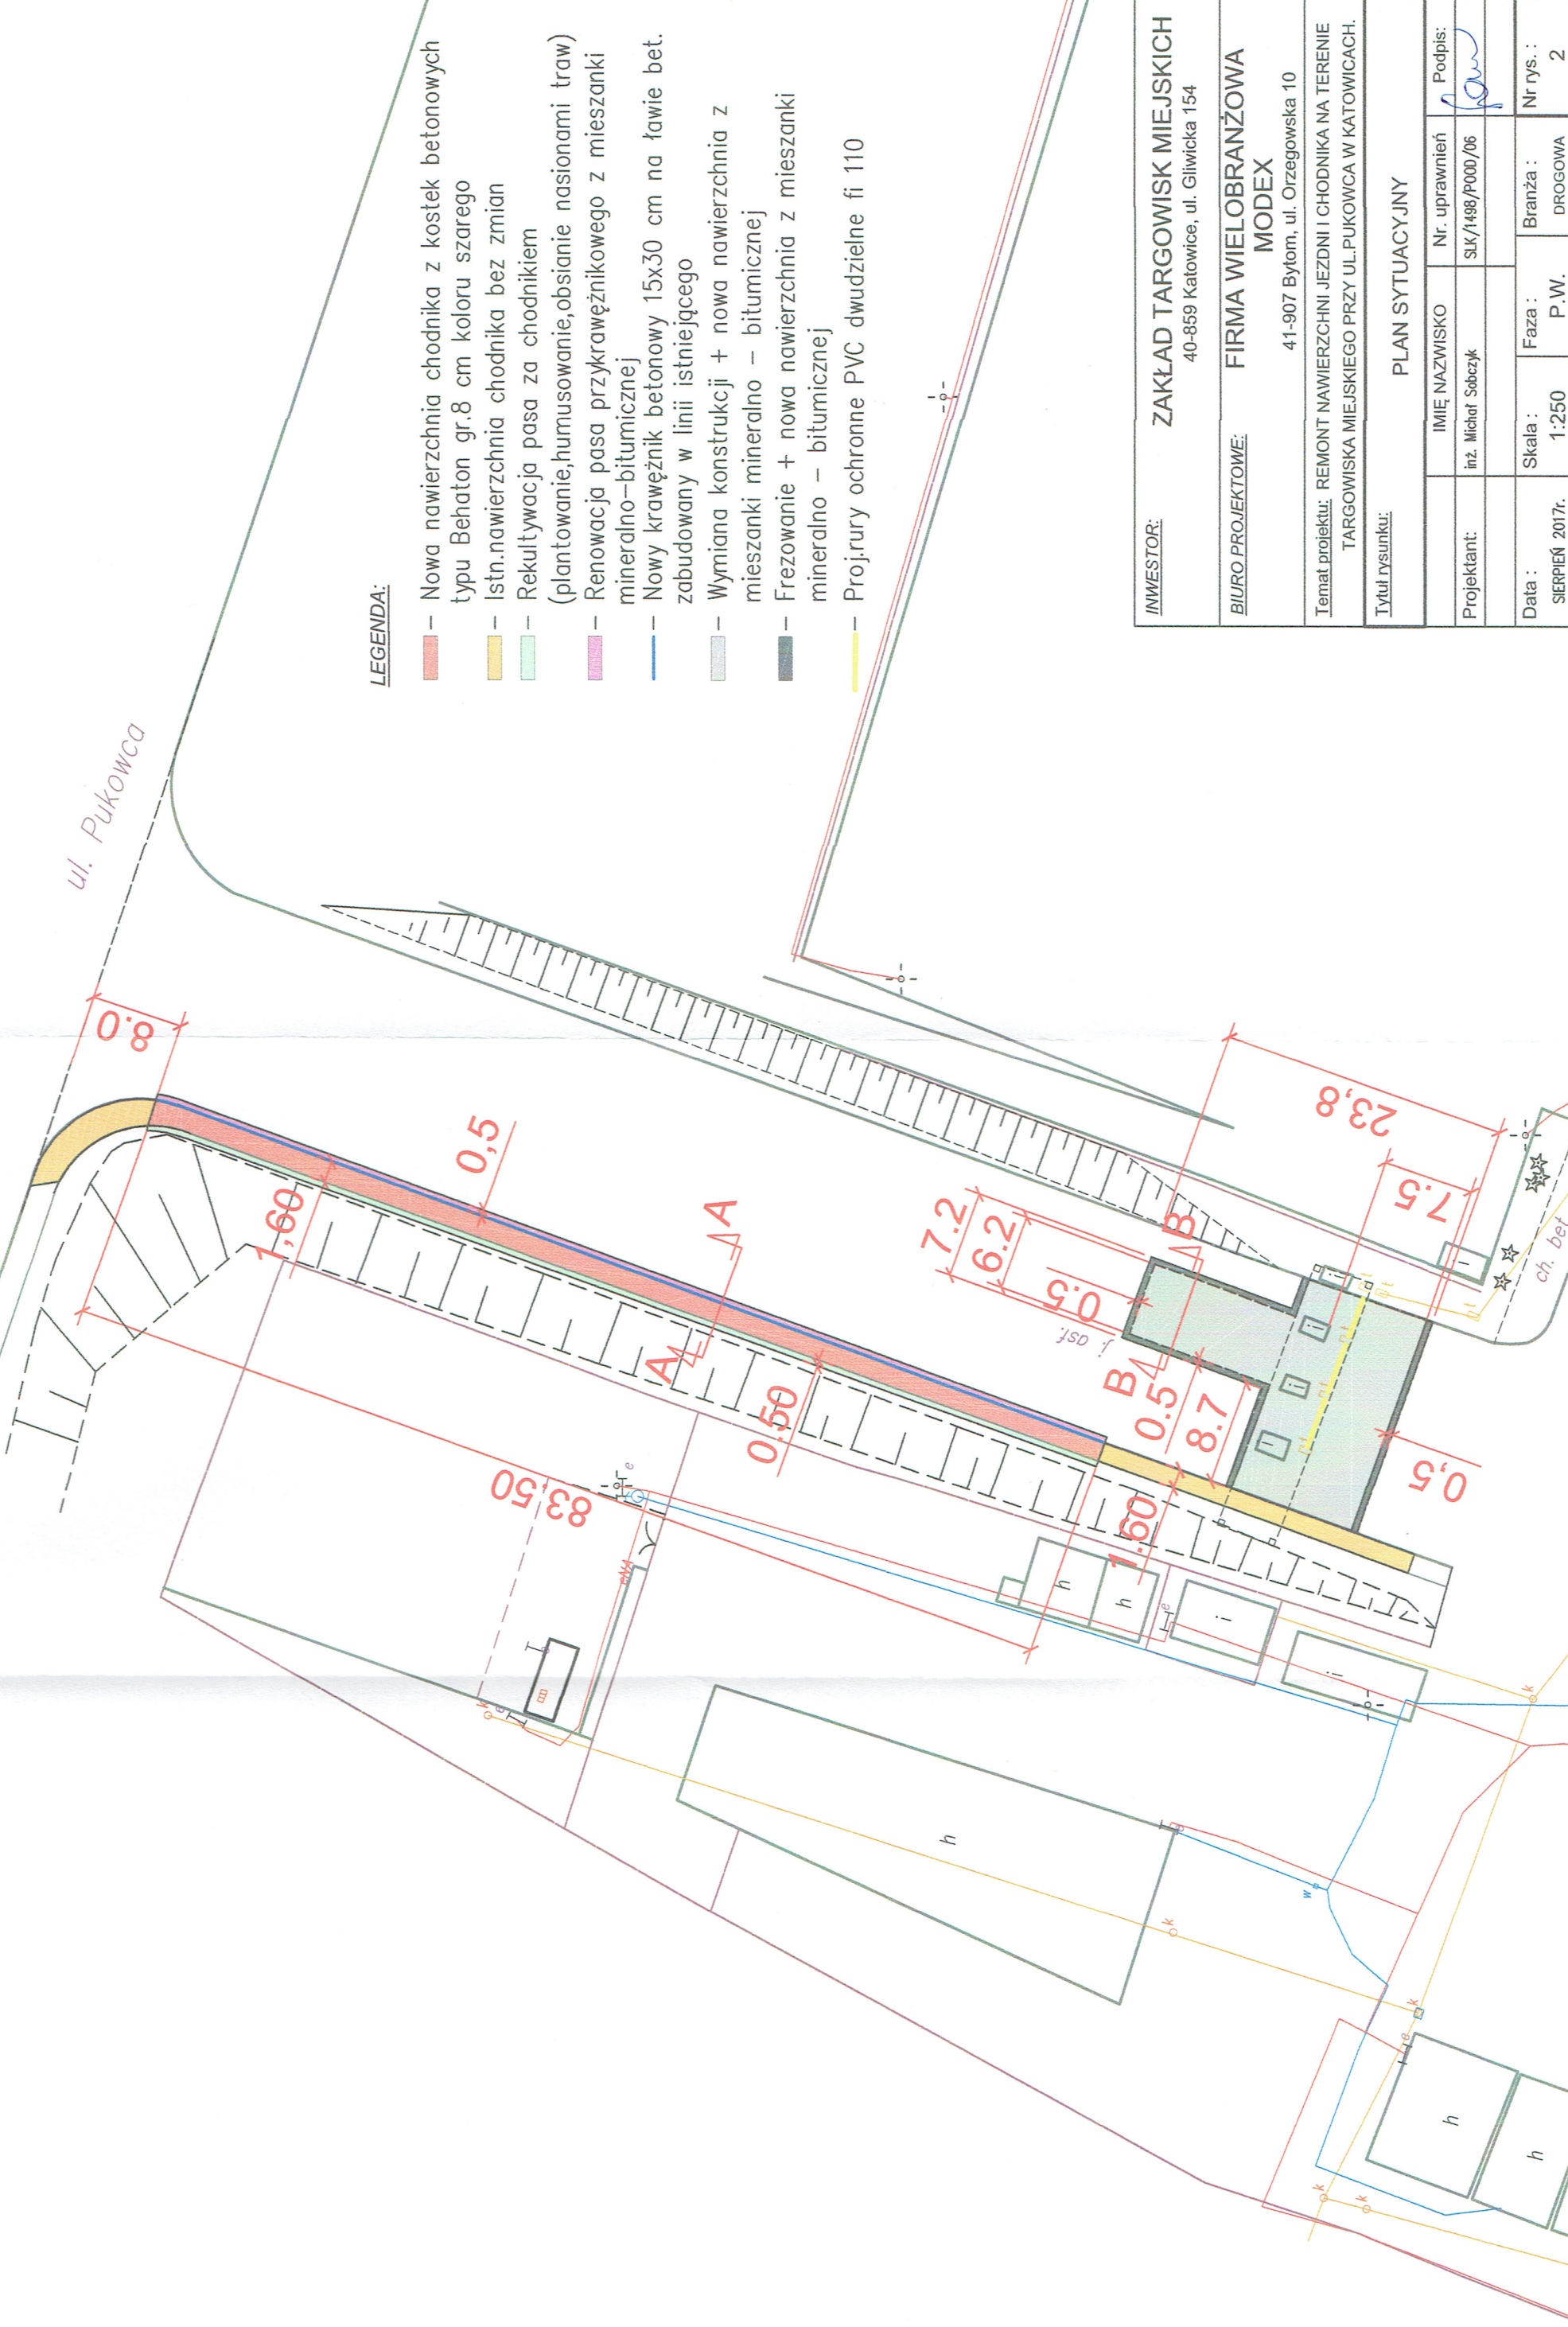 ul. Pukowca
LEGENDA:
– Nowa nawierzchnia chodnika z kostek betonowych
typu Behaton gr.8 cm koloru szarego
– Istn.nawierzchnia chodnika bez zmian
– Rekultywacja pasa za chodnikiem
(plantowanie,humusowanie,obsianie nasionami traw)
– Renowacja pasa przykrawężnikowego z mieszanki
mineralno–bitumicznej
– Nowy krawężnik betonowy 15x30 cm na ławie bet.
zabudowany w linii istniejącego
– Wymiana konstrukcji + nowa nawierzchnia z
mieszanki mineralno – bitumicznej
– Frezowanie + nowa nawierzchnia z mieszanki
mineralno – bitumicznej
– Proj.rury ochronne PVC dwudzielne fi 110
INWESTOR:
ZAKŁAD TARGOWISK MIEJSKICH
40-859 Katowice, ul. Gliwicka 154
BIURO PROJEKTOWE:
FIRMA WIELOBRANŻOWA
MODEX
41-907 Bytom, ul. Orzegowska 10
Temat projektu: REMONT NAWIERZCHNI JEZDNI I CHODNIKA NA TERENIE
TARGOWISKA MIEJSKIEGO PRZY UL.PUKOWCA W KATOWICACH.
Tytuł rysunku:
PLAN SYTUACYJNY
IMIĘ NAZWISKO
Nr. uprawnień
Podpis:
Projektant:
inż. Michał Sobczyk
SLK/1498/POOD/06
Data :
SIERPIEŃ 2017r.
Skala :
1:250
Faza :
P.W.
Branża :
DROGOWA
Nr rys. :
2
8.0
1,60
0,5
A
A
83,50
0.50
7.2
6.2
0.5
j. asf.
B
B
0.5
8.7
1.60
23,8
7.5
0,5
ch. bet
eNA
e
k
e
h
h
h
e
i
i
i
i
i
i
i
t
t
t
t
t
t
k
k
w
k
e
k
k
h
h